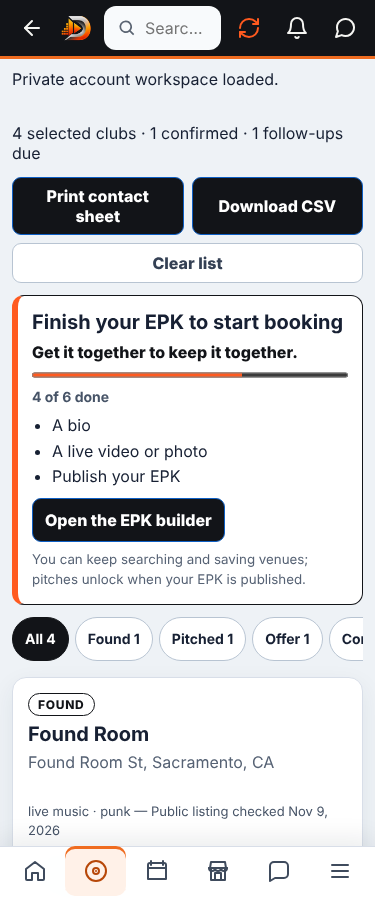 Searc...
Private account workspace loaded.
4 selected clubs · 1 confirmed · 1 follow-ups
due
Print contact
sheet
Download CSV
Clear list
Finish your EPK to start booking
Get it together to keep it together.
4 of 6 done
• A bio
• A live video or photo
• Publish your EPK
Open the EPK builder
You can keep searching and saving venues;
pitches unlock when your EPK is published.
All 4
Found 1
Pitched 1
Offer 1
FOUND
Found Room
Found Room St, Sacramento, CA
live music · punk — Public listing checked Nov 9,
2026